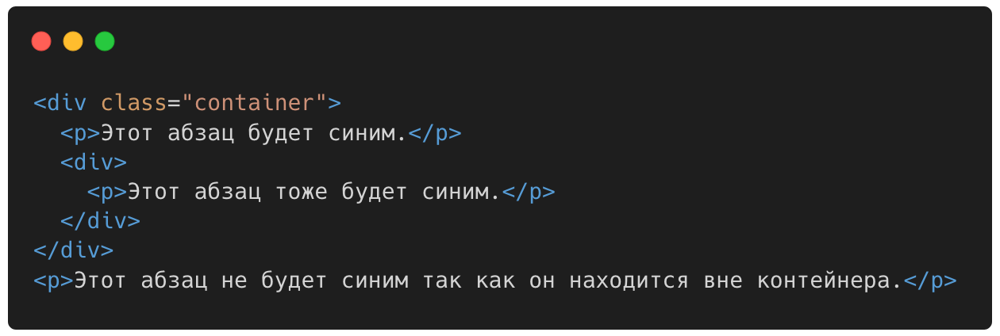 <div class="container">
  <p>Этот абзац будет синим.</p>
  <div>
    <p>Этот абзац тоже будет синим.</p>
  </div>
</div>
<p>Этот абзац не будет синим так как он находится вне контейнера.</p>